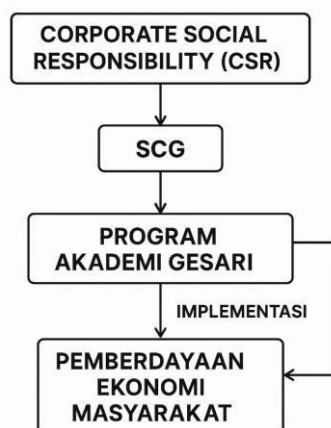 CORPORATE SOCIAL
RESPONSIBILITY (CSR)
SCG
PROGRAM
AKADEMI GESARI
IMPLEMENTASI
PEMBERDAYAAN
EKONOMI
MASYARAKAT